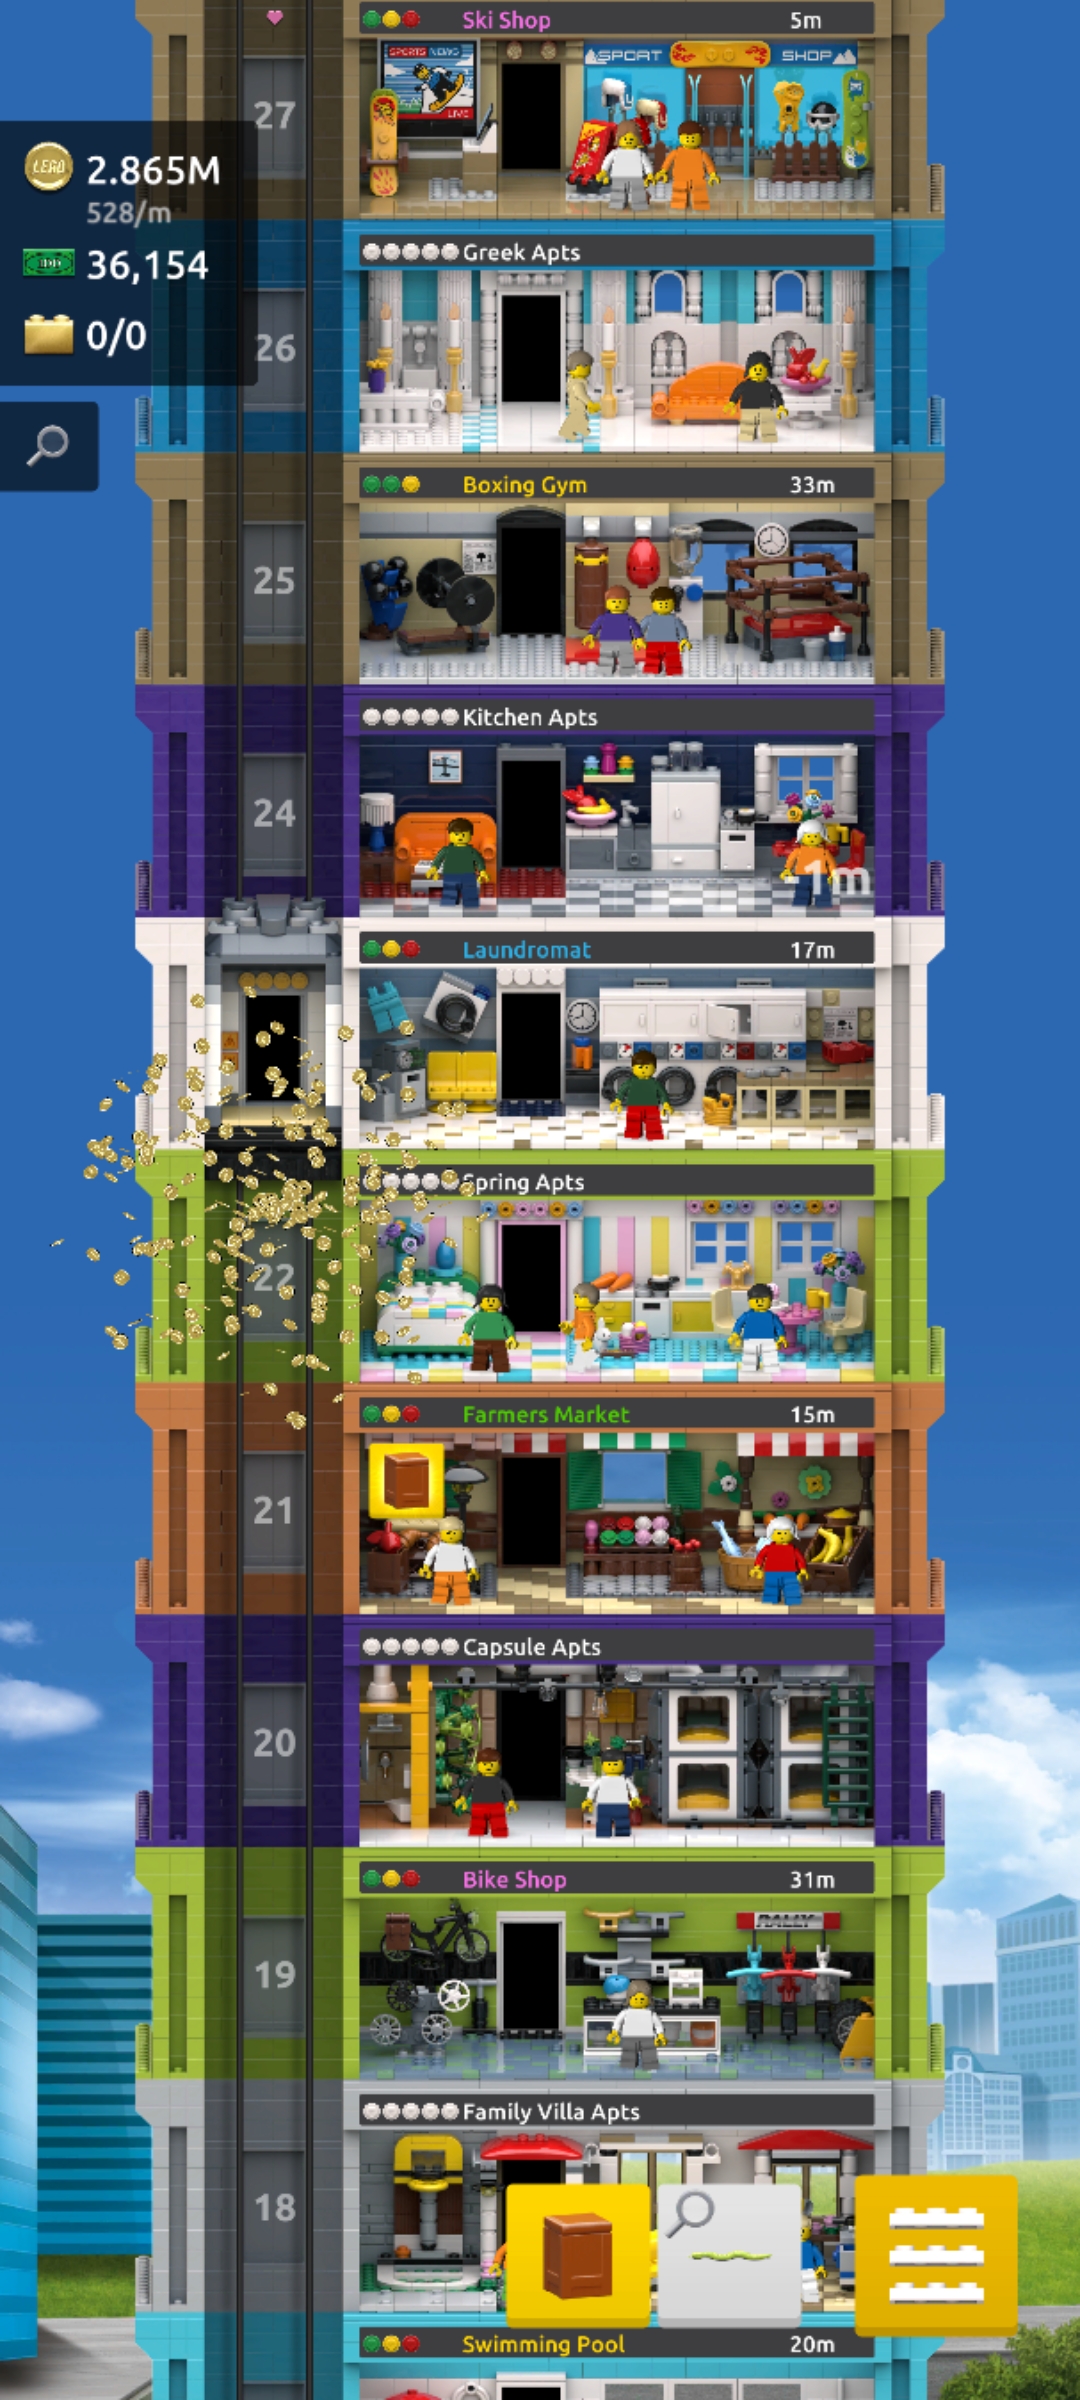 Ski Shop 5m
SPORTS NEWS
LIVE
SPORT SHOP
27
LEGO 2.865M
528/m
36,154
0/0
Greek Apts
26
Boxing Gym 33m
25
Kitchen Apts
24
-1m
Laundromat 17m
Spring Apts
22
Farmers Market 15m
21
Capsule Apts
20
Bike Shop 31m
RALLY
19
Family Villa Apts
18
Swimming Pool 20m